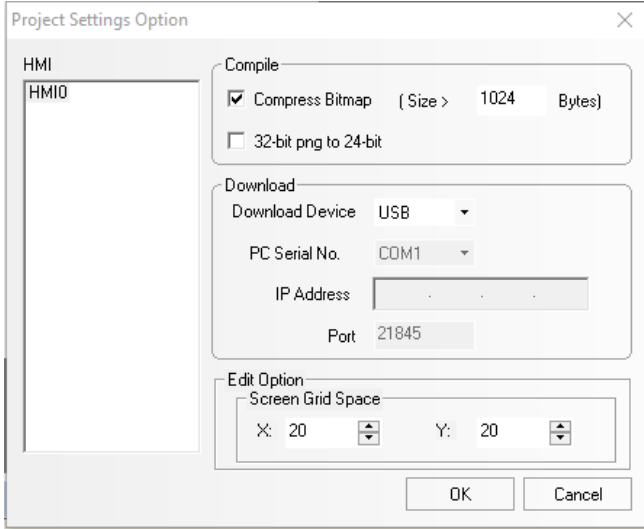 Project Settings Option
HMI
HMI0
Compile
Compress Bitmap ( Size > 1024 Bytes)
32-bit png to 24-bit
Download
Download Device USB
PC Serial No. COM1
IP Address . . .
Port 21845
Edit Option
Screen Grid Space
X: 20 Y: 20
OK Cancel